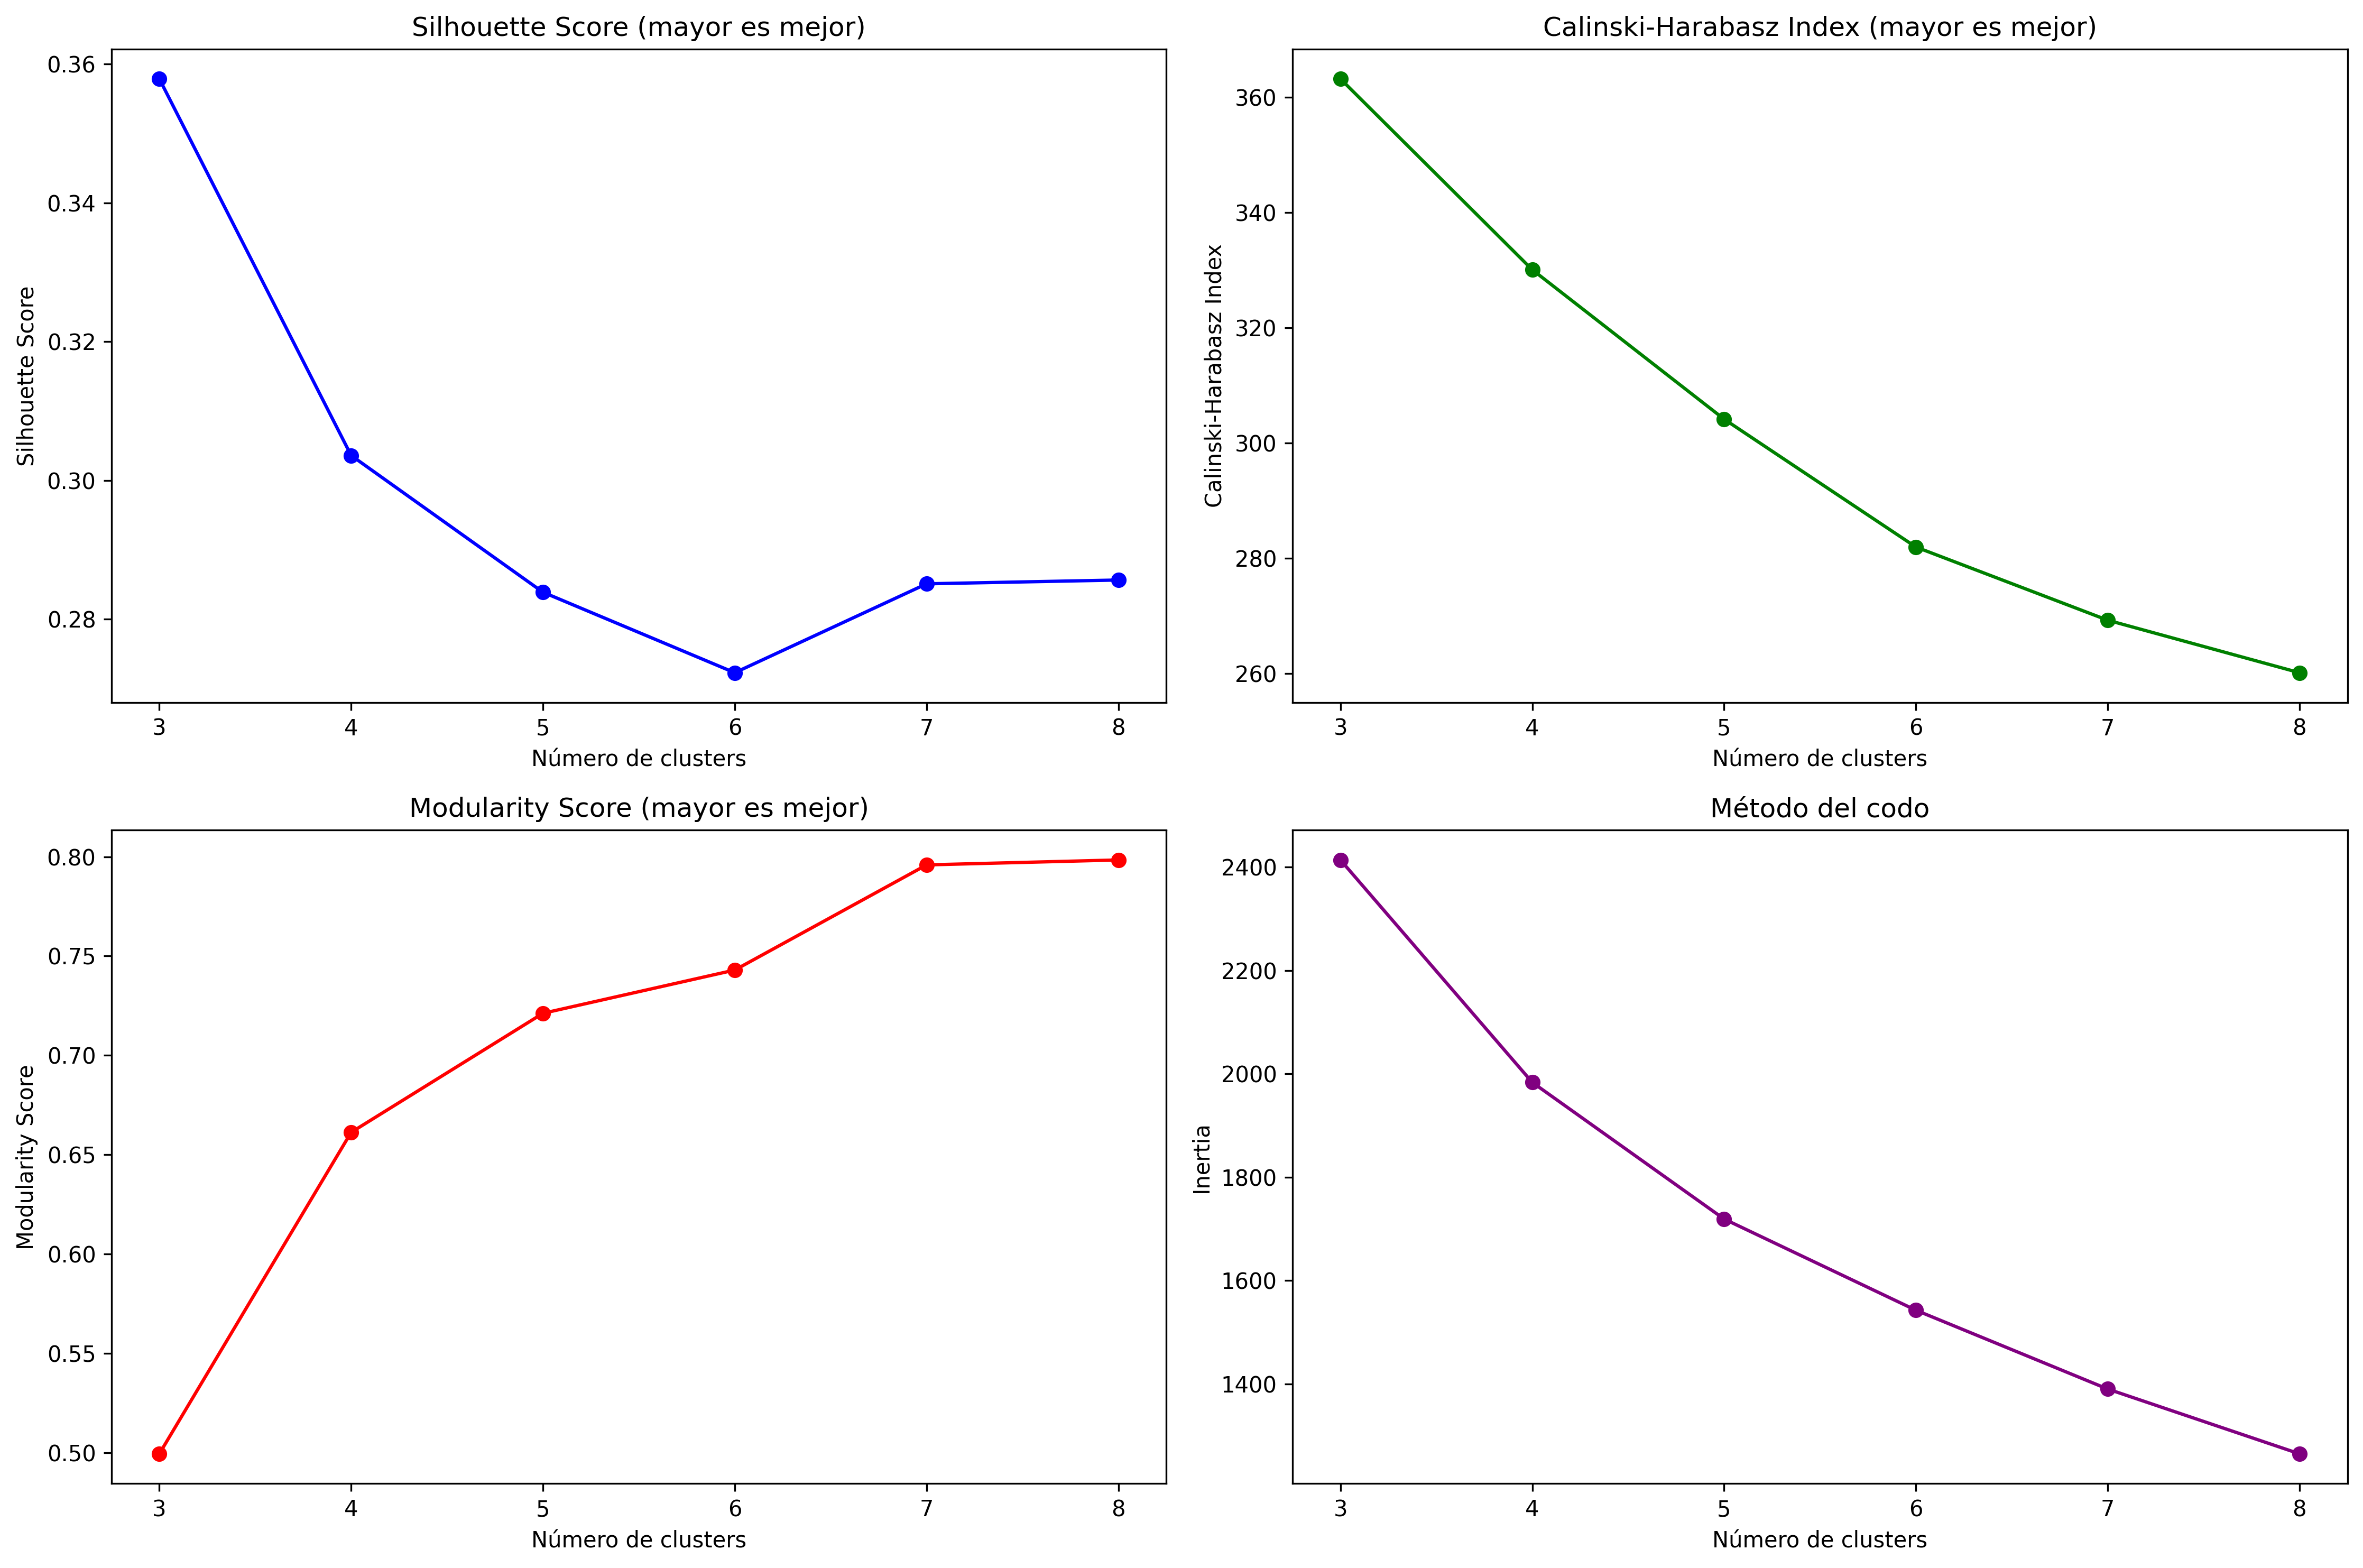 Silhouette Score (mayor es mejor)
Silhouette Score
0.36
0.34
0.32
0.30
0.28
3 4 5 6 7 8
Número de clusters
Calinski-Harabasz Index (mayor es mejor)
Calinski-Harabasz Index
360
340
320
300
280
260
3 4 5 6 7 8
Número de clusters
Modularity Score (mayor es mejor)
Modularity Score
0.80
0.75
0.70
0.65
0.60
0.55
0.50
3 4 5 6 7 8
Número de clusters
Método del codo
Inertia
2400
2200
2000
1800
1600
1400
3 4 5 6 7 8
Número de clusters